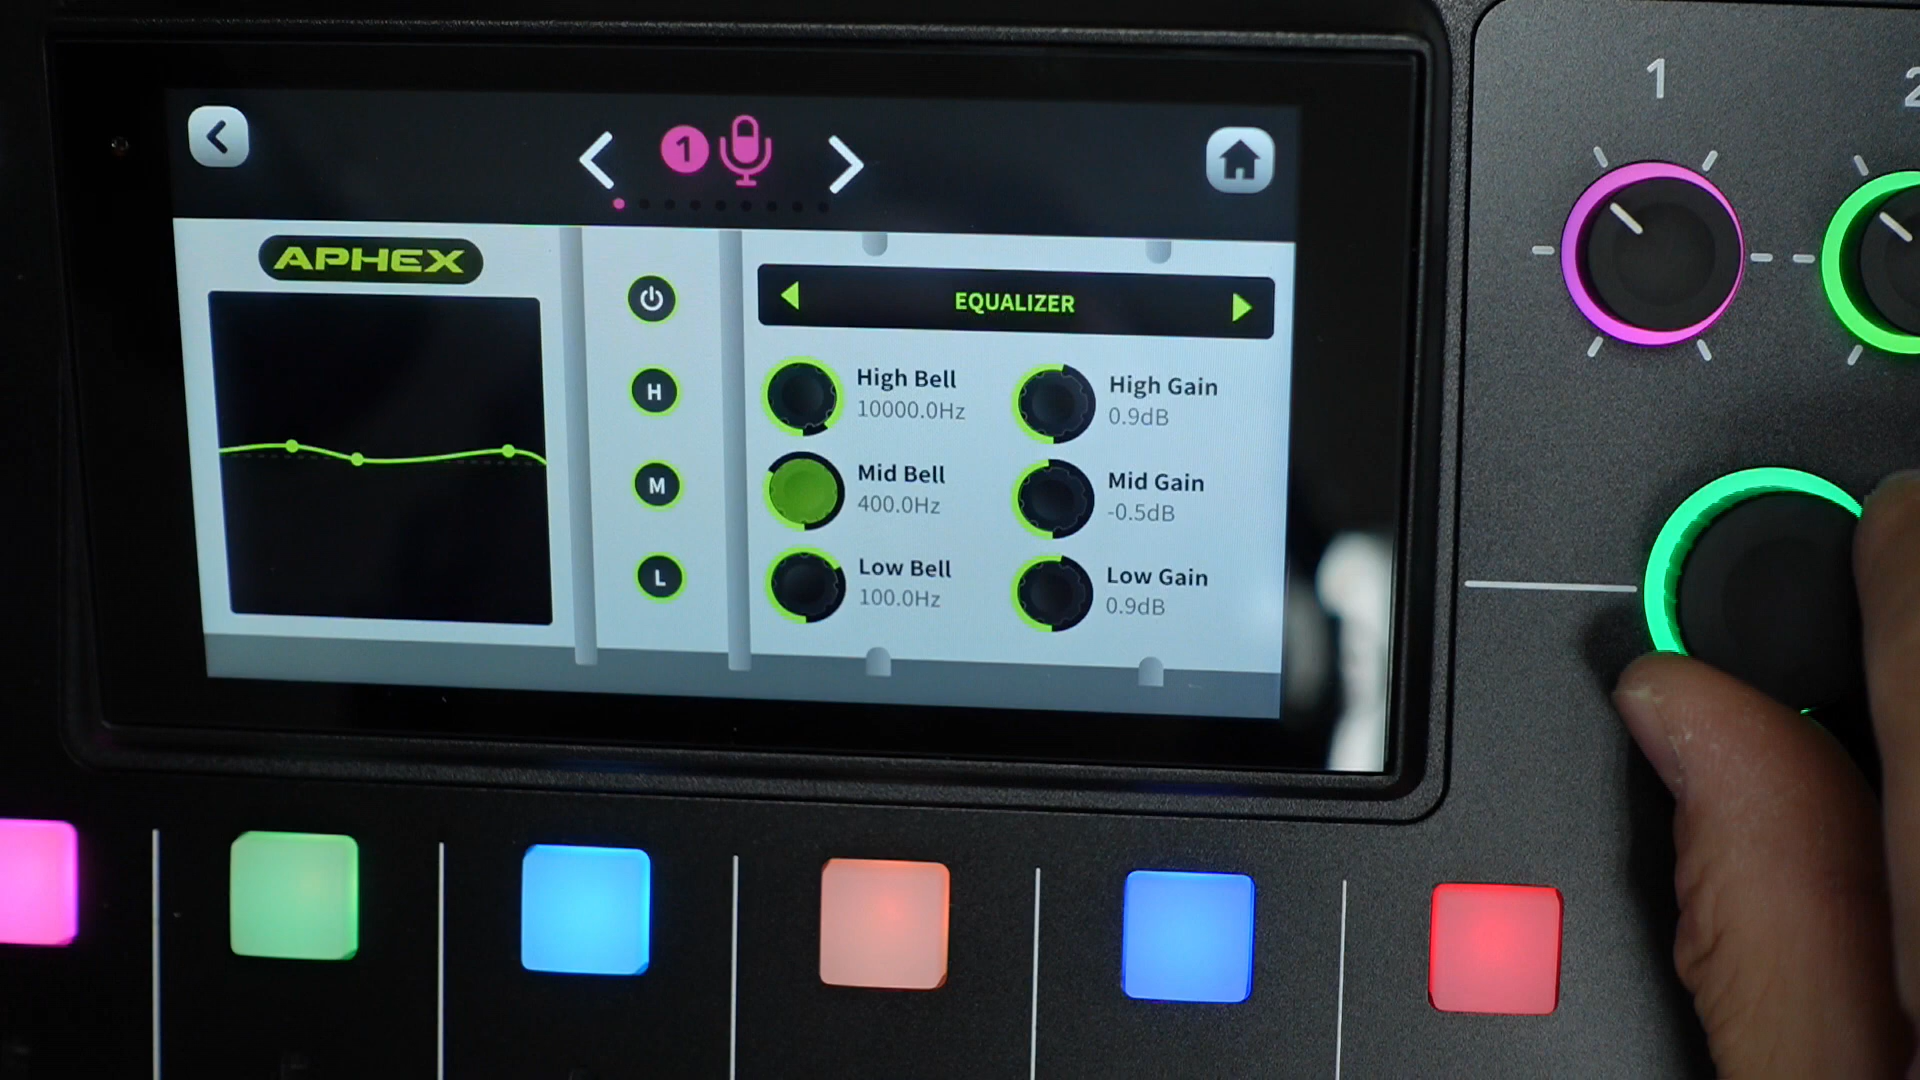 1
2
1
APHEX
EQUALIZER
H
M
L
High Bell
10000.0Hz
High Gain
0.9dB
Mid Bell
400.0Hz
Mid Gain
-0.5dB
Low Bell
100.0Hz
Low Gain
0.9dB